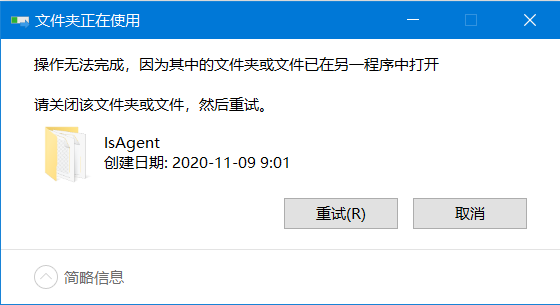 文件夹正在使用
操作无法完成，因为其中的文件夹或文件已在另一程序中打开
请关闭该文件夹或文件，然后重试。
IsAgent
创建日期: 2020-11-09 9:01
重试(R)
取消
简略信息